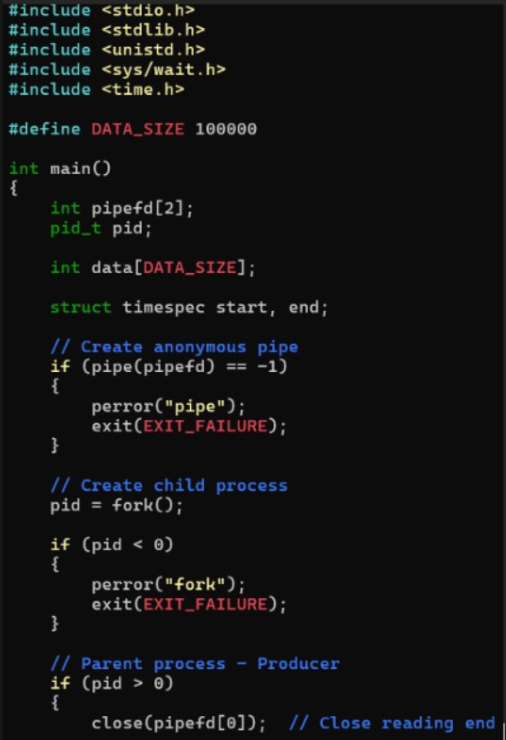 #include <stdio.h>
#include <stdlib.h>
#include <unistd.h>
#include <sys/wait.h>
#include <time.h>

#define DATA_SIZE 100000

int main()
{
    int pipefd[2];
    pid_t pid;

    int data[DATA_SIZE];

    struct timespec start, end;

    // Create anonymous pipe
    if (pipe(pipefd) == -1)
    {
        perror("pipe");
        exit(EXIT_FAILURE);
    }

    // Create child process
    pid = fork();

    if (pid < 0)
    {
        perror("fork");
        exit(EXIT_FAILURE);
    }

    // Parent process - Producer
    if (pid > 0)
    {
        close(pipefd[0]);  // Close reading end